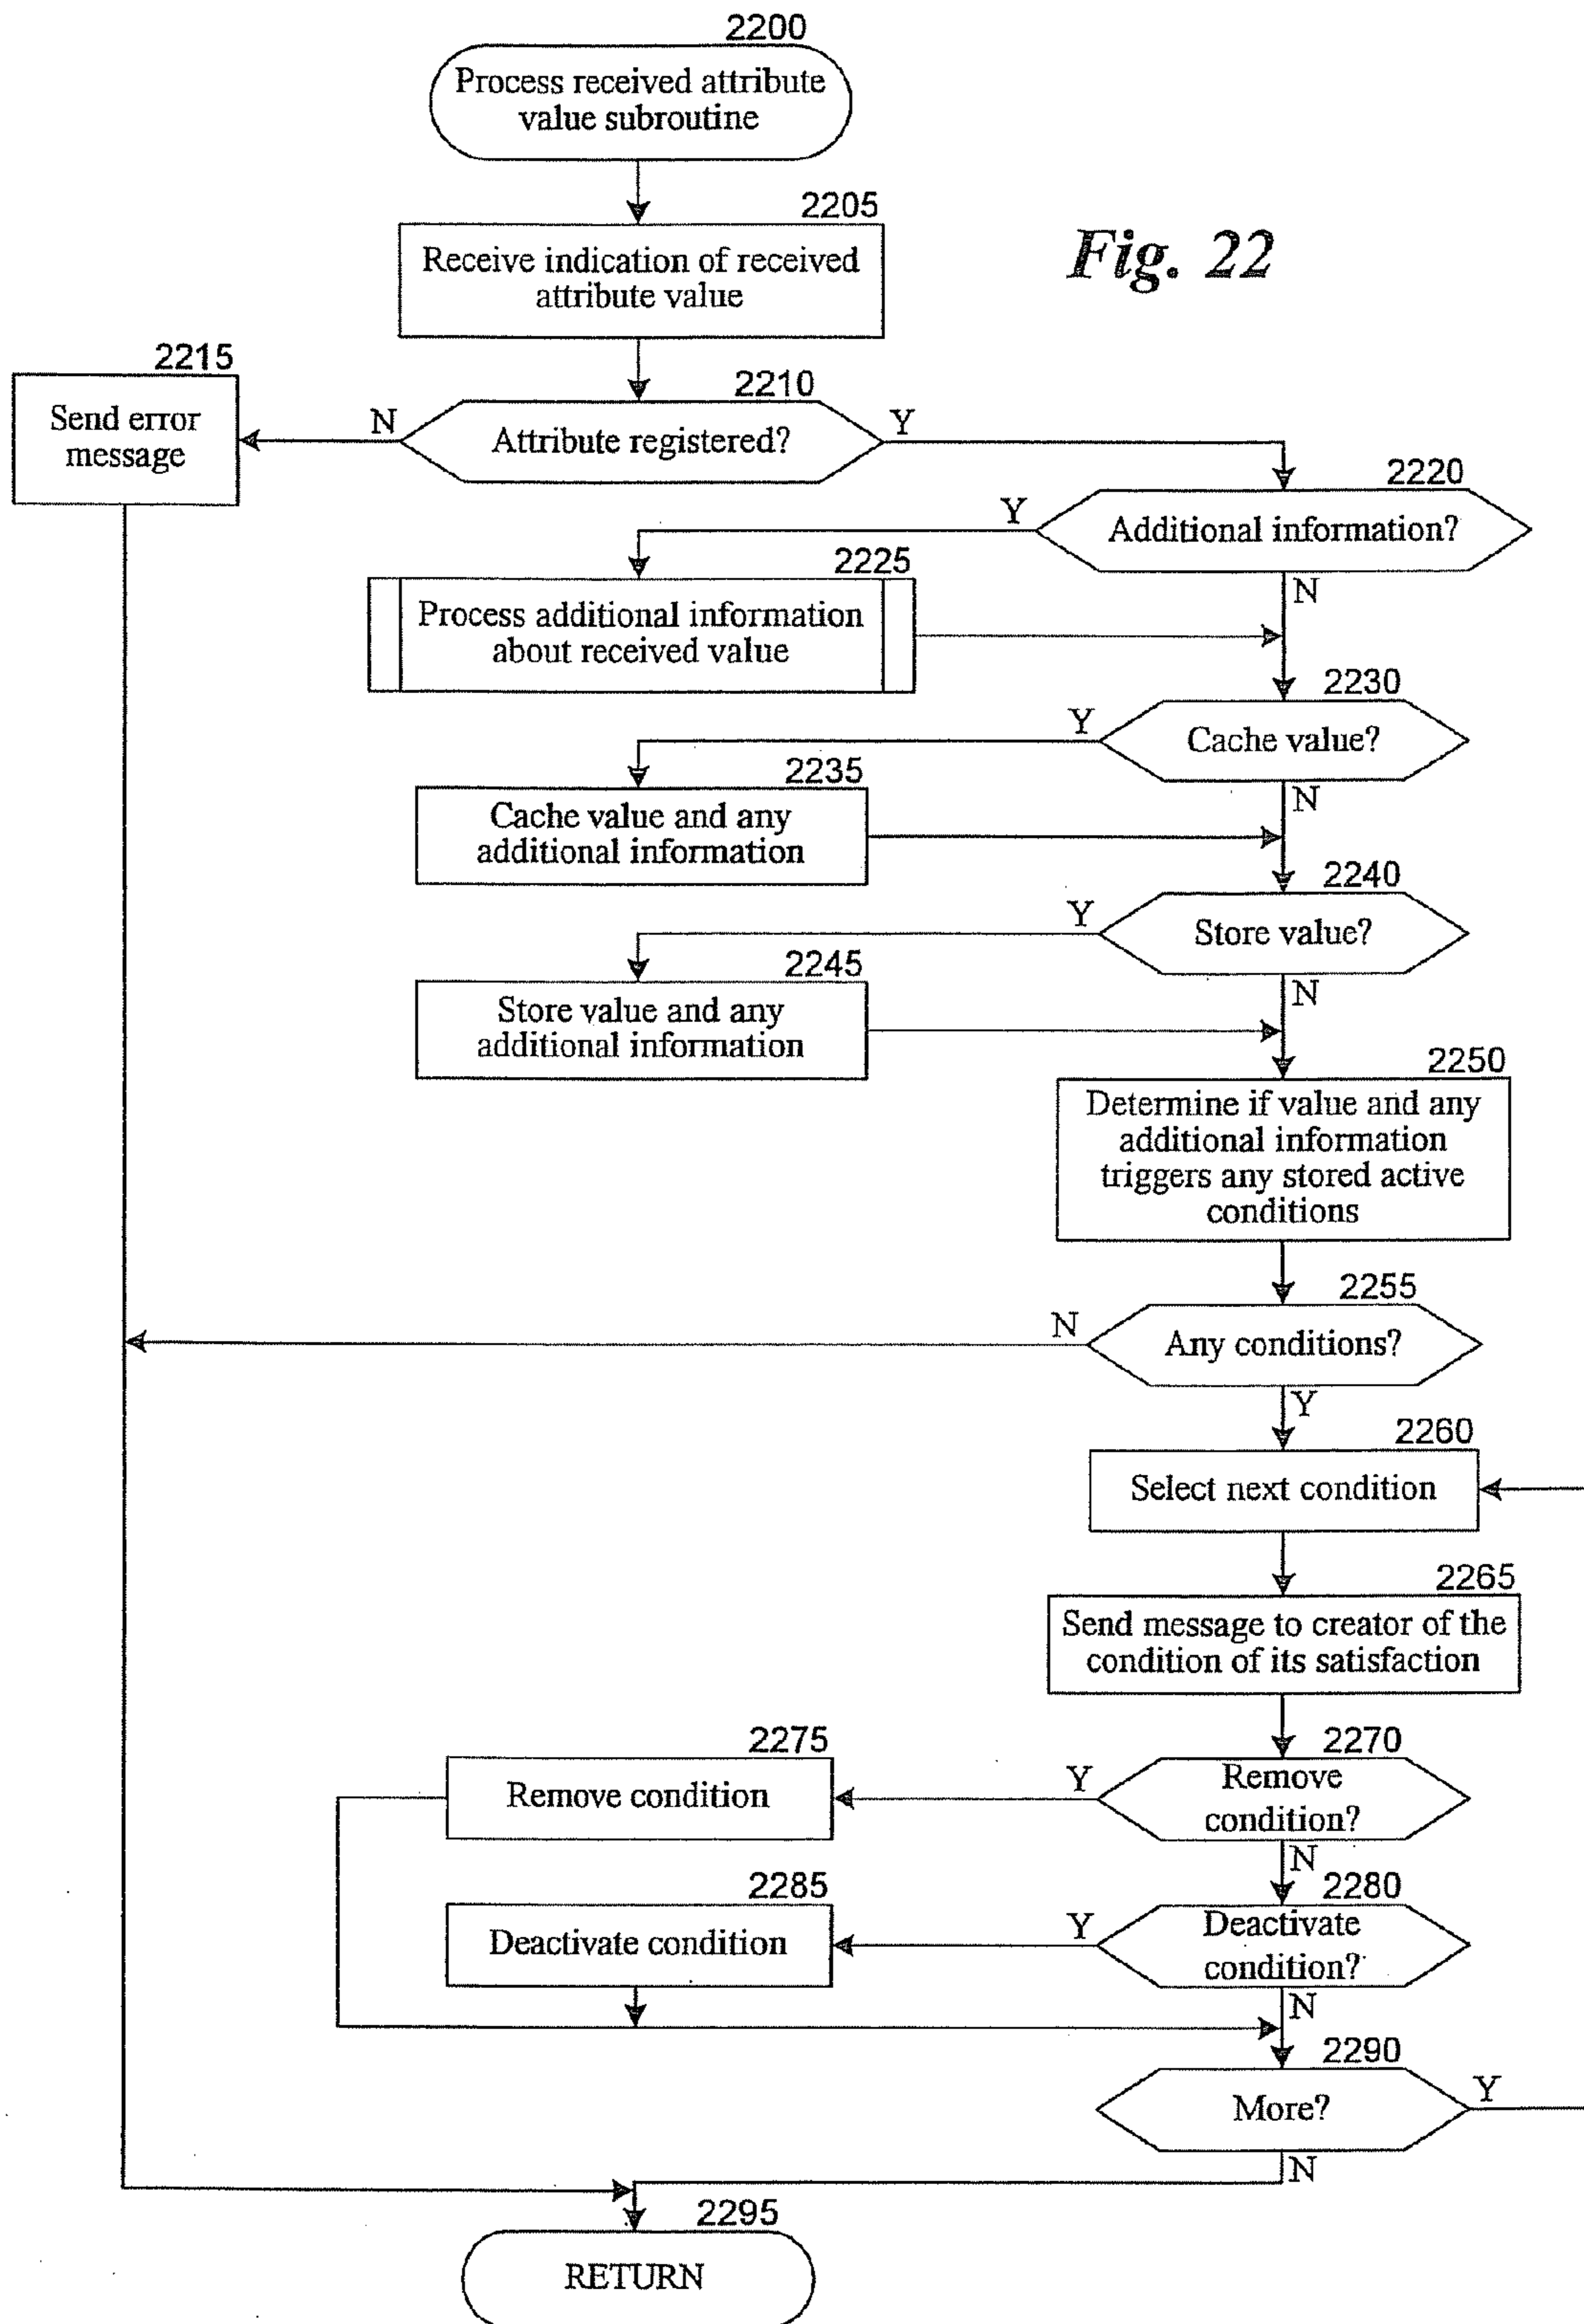 2200
Process received attribute
value subroutine
2205
Receive indication of received
attribute value
Fig. 22
2215
Send error
message
N
2210
Attribute registered?
Y
2220
Additional information?
Y
N
2225
Process additional information
about received value
2230
Cache value?
Y
N
2235
Cache value and any
additional information
2240
Store value?
Y
N
2245
Store value and any
additional information
2250
Determine if value and any
additional information
triggers any stored active
conditions
2255
Any conditions?
N
Y
2260
Select next condition
2265
Send message to creator of the
condition of its satisfaction
2270
Remove
condition?
Y
N
2275
Remove condition
2280
Deactivate
condition?
Y
N
2285
Deactivate condition
2290
More?
Y
N
2295
RETURN